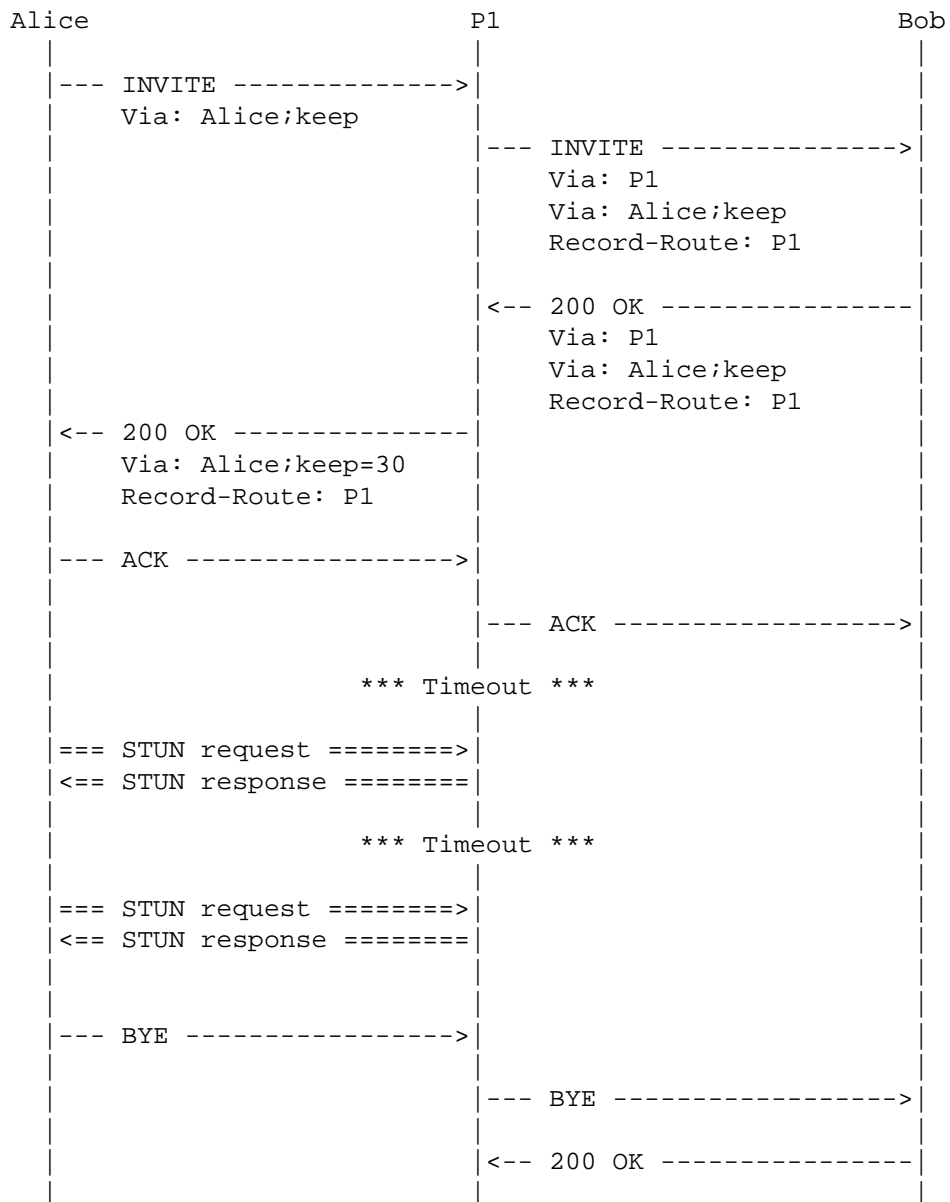 Alice P1 Bob
| | |
|--- INVITE -------------->| |
| Via: Alice;keep | |
| |--- INVITE --------------->|
| | Via: P1 |
| | Via: Alice;keep |
| | Record-Route: P1 |
| | |
| |<-- 200 OK ----------------|
| | Via: P1 |
| | Via: Alice;keep |
| | Record-Route: P1 |
|<-- 200 OK ---------------| |
| Via: Alice;keep=30 | |
| Record-Route: P1 | |
| | |
|--- ACK ----------------->| |
| | |
| |--- ACK ------------------>|
| | |
| *** Timeout *** |
| | |
|=== STUN request ========>| |
|<== STUN response ========| |
| | |
| *** Timeout *** |
| | |
|=== STUN request ========>| |
|<== STUN response ========| |
| | |
| | |
|--- BYE ----------------->| |
| | |
| |--- BYE ------------------>|
| | |
| |<-- 200 OK ----------------|
| | |